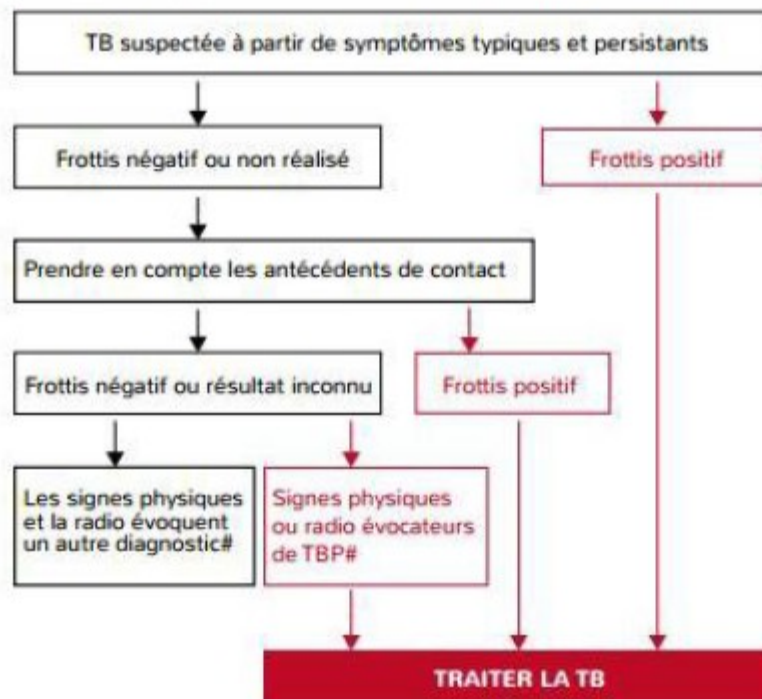 TB suspectée à partir de symptômes typiques et persistants
Frottis négatif ou non réalisé
Frottis positif
Prendre en compte les antécédents de contact
Frottis négatif ou résultat inconnu
Frottis positif
Les signes physiques
et la radio évoquent
un autre diagnostic#
Signes physiques
ou radio évocateurs
de TBP#
TRAITER LA TB